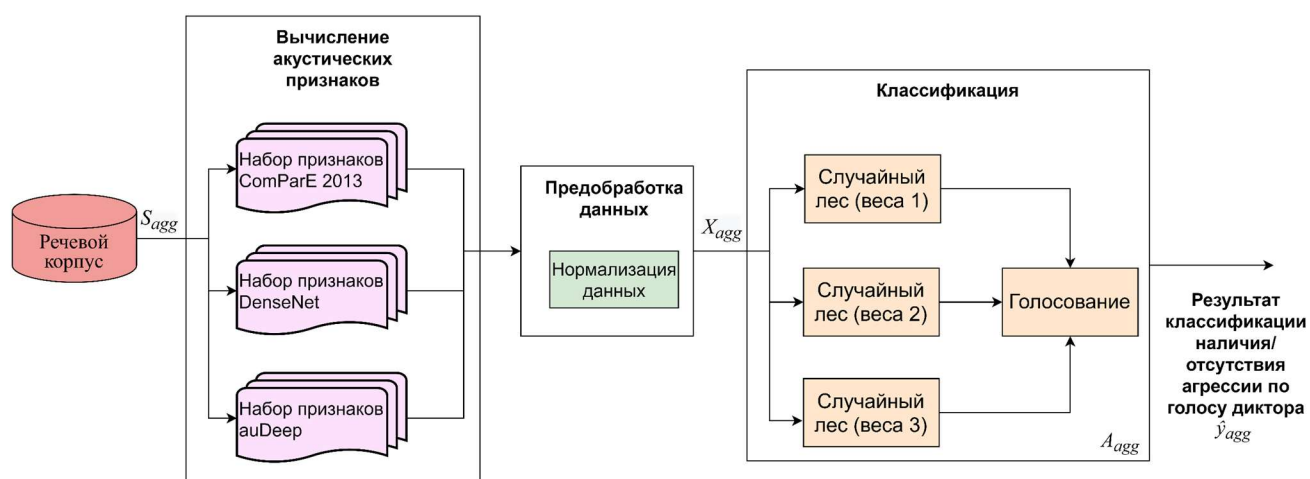 Вычисление
акустических
признаков
Набор признаков
ComParE 2013
Набор признаков
DenseNet
Набор признаков
auDeep
S_agg
Речевой
корпус
Предобработка
данных
Нормализация
данных
X_agg
Классификация
Случайный
лес (веса 1)
Случайный
лес (веса 2)
Случайный
лес (веса 3)
Голосование
A_agg
Результат
классификации
наличия/
отсутствия
агрессии по
голосу диктора
ŷ_agg